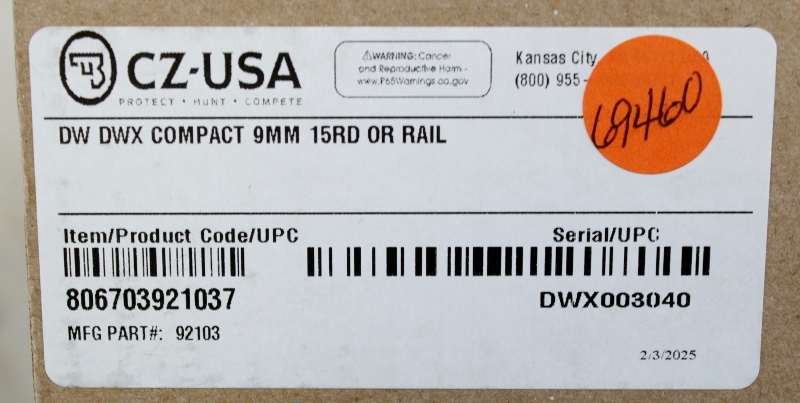 CZ-USA
PROTECT • HUNT • COMPETE
⚠WARNING: Cancer
and Reproductive Harm -
www.P65Warnings.ca.gov
Kansas City
(800) 955-
69460
DW DWX COMPACT 9MM 15RD OR RAIL
Item/Product Code/UPC
Serial/UPC
806703921037
DWX003040
MFG PART#: 92103
2/3/2025